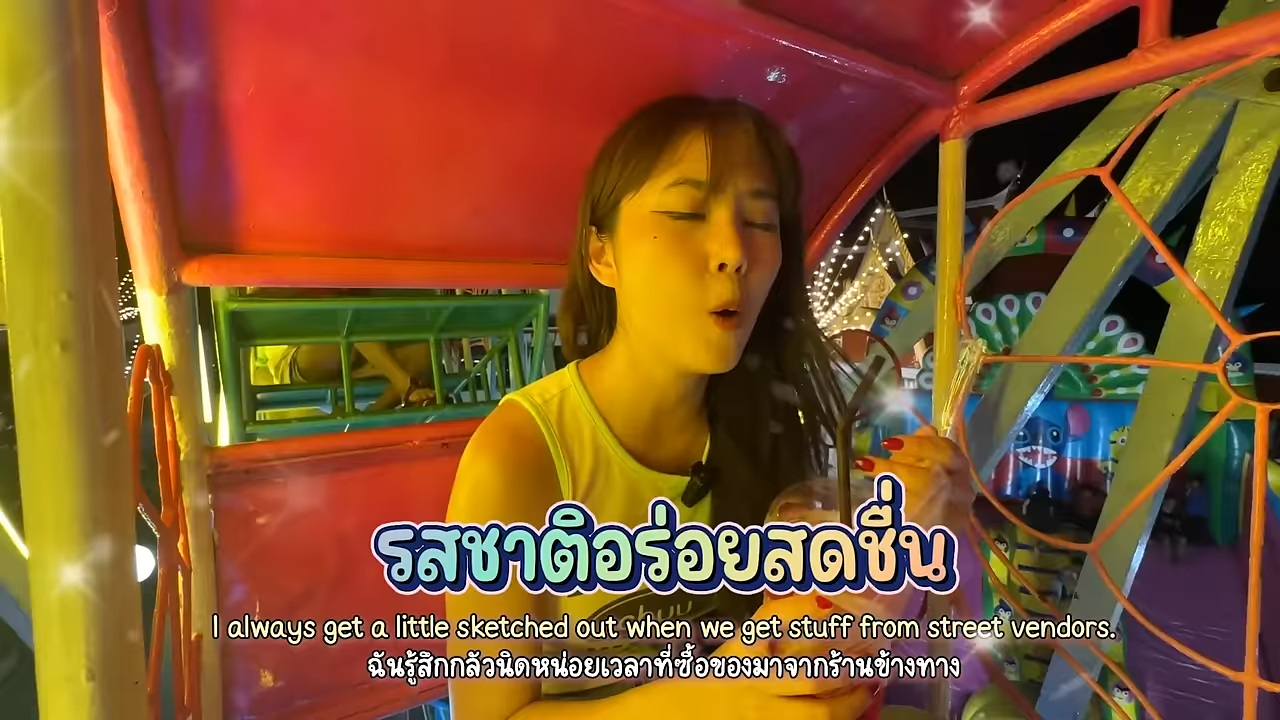 รสชาติอร่อยสดชื่น
I always get a little sketched out when we get stuff from street vendors.
ฉันรู้สึกกลัวนิดหน่อยเวลาที่ซื้อของมาจากร้านข้างทาง